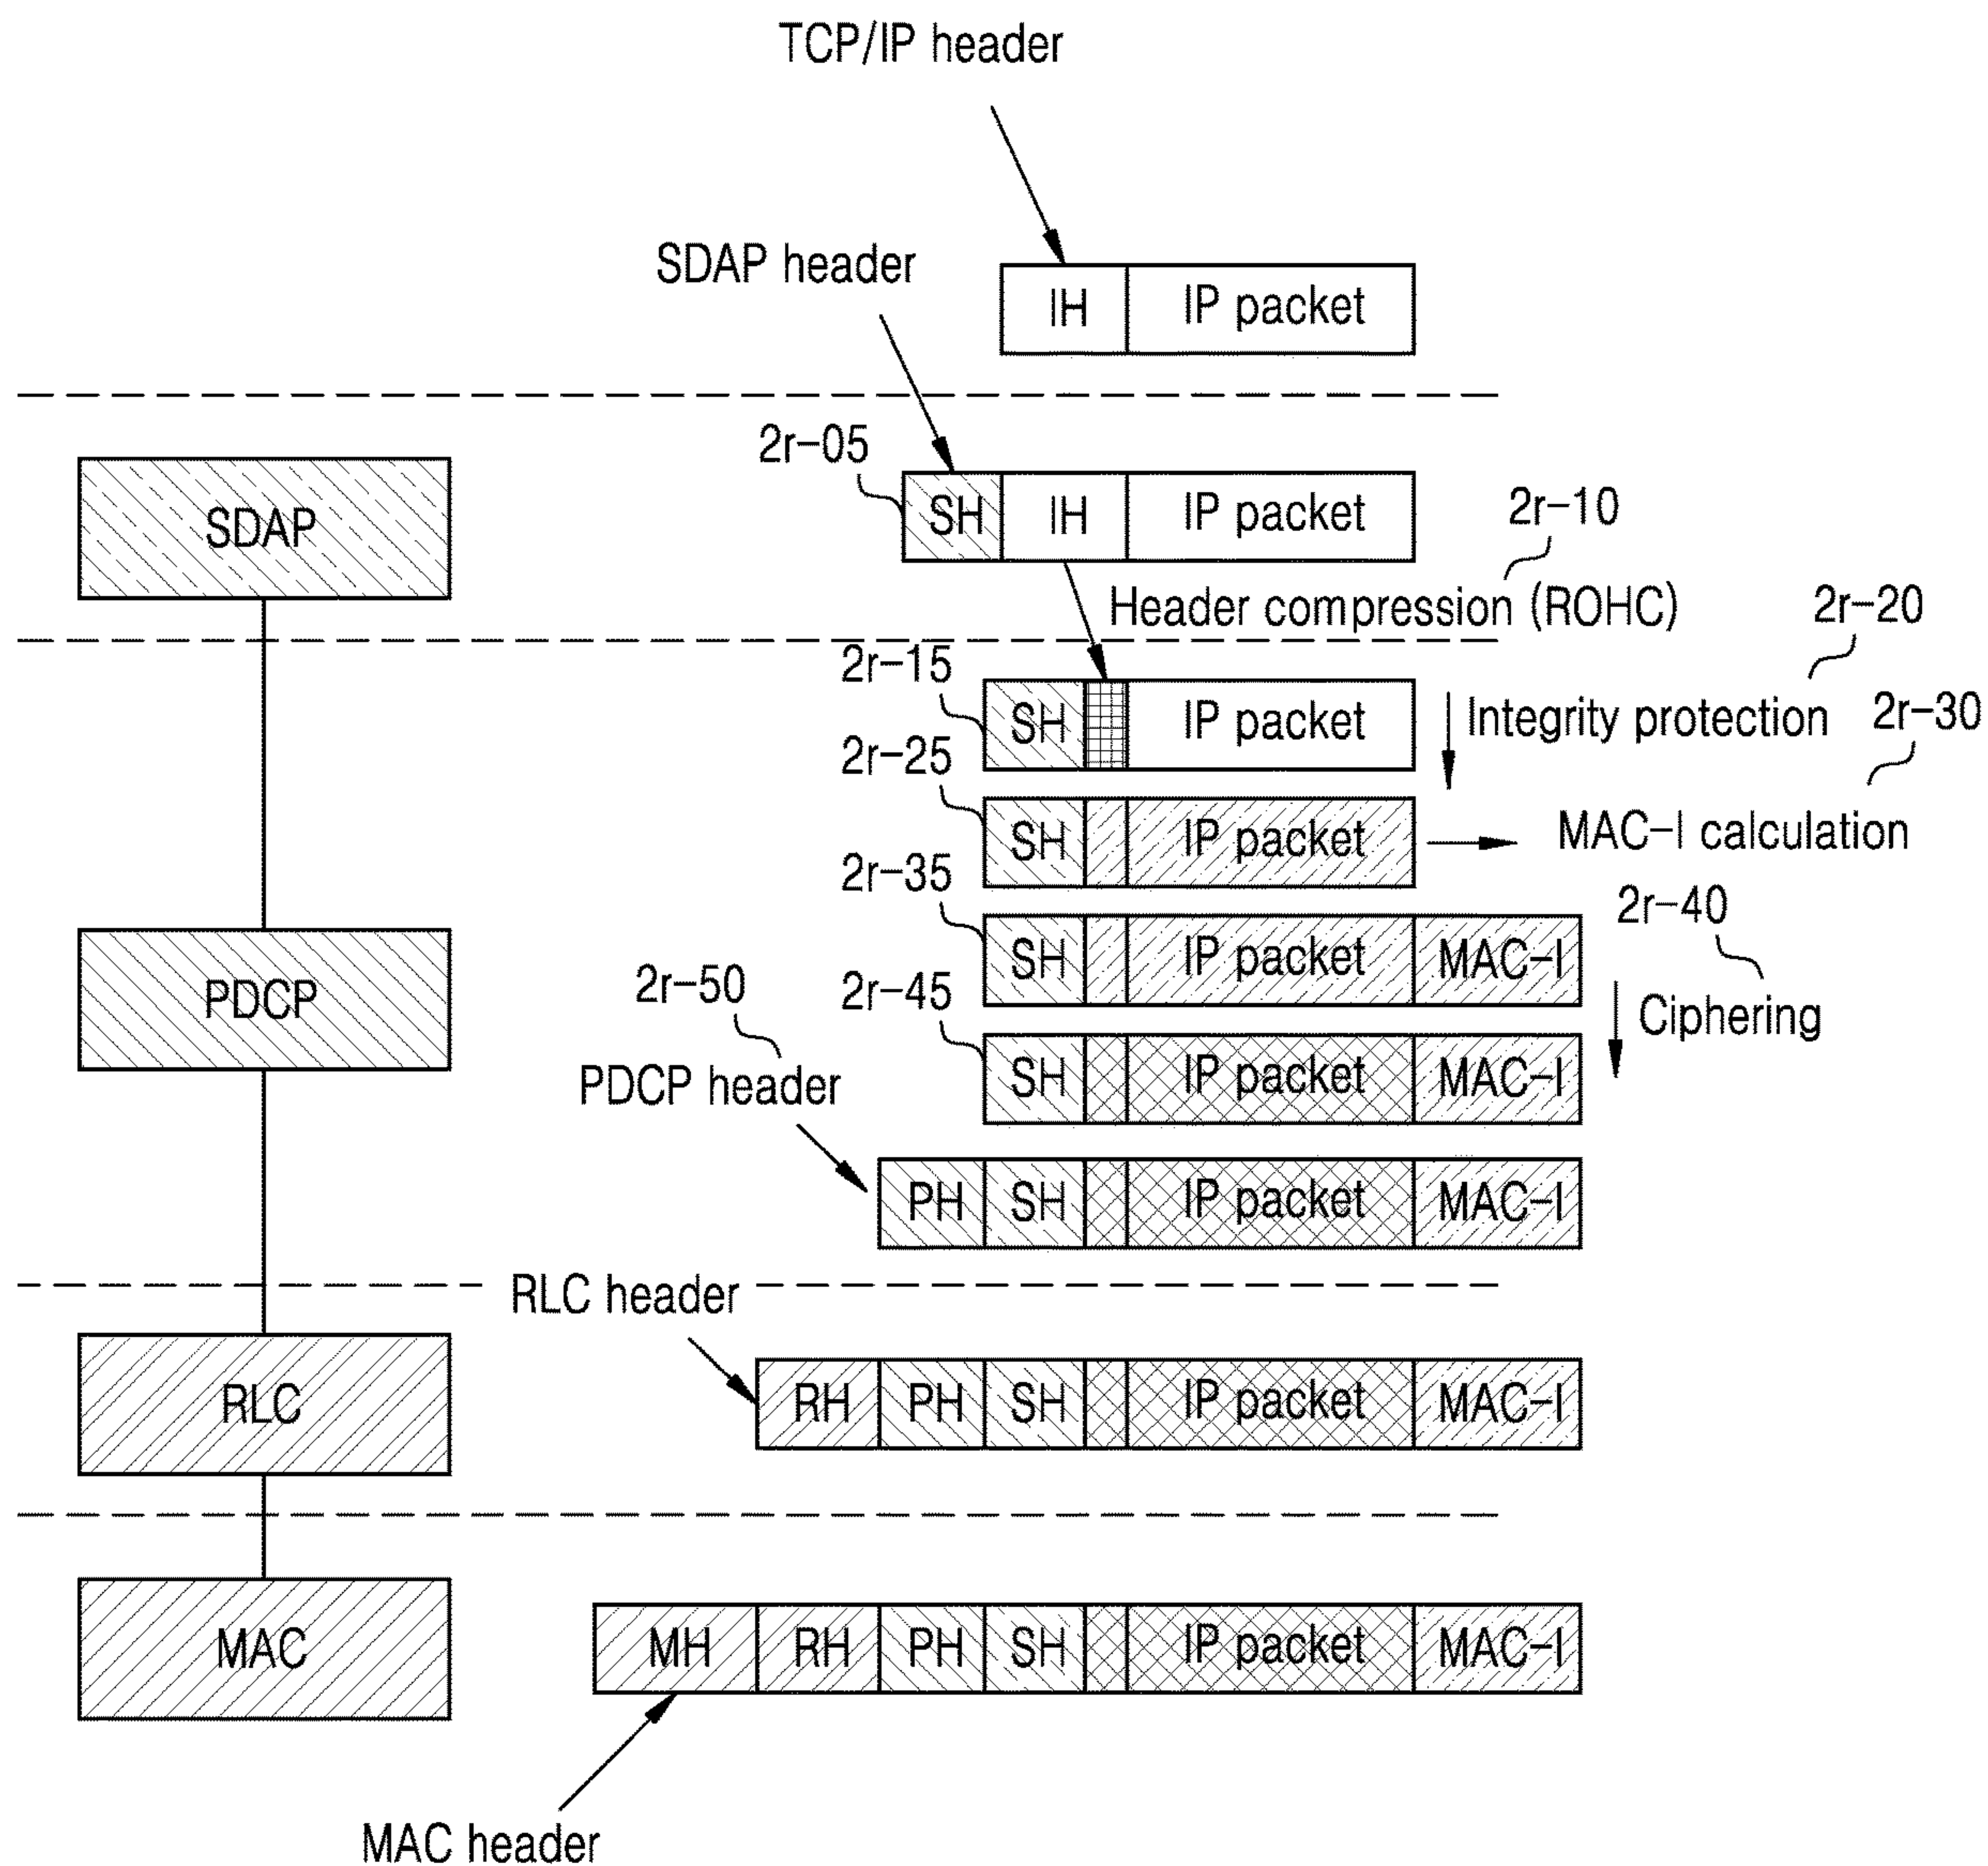 TCP/IP header
SDAP header
IH IP packet
2r-05
SDAP
SH IH IP packet
2r-10
Header compression (ROHC)
2r-20
2r-15
SH IP packet
Integrity protection
2r-30
2r-25
SH IP packet
MAC-I calculation
2r-35
2r-40
SH IP packet MAC-I
PDCP
2r-50
2r-45
Ciphering
PDCP header
SH IP packet MAC-I
PH SH IP packet MAC-I
RLC header
RLC
RH PH SH IP packet MAC-I
MAC
MH RH PH SH IP packet MAC-I
MAC header